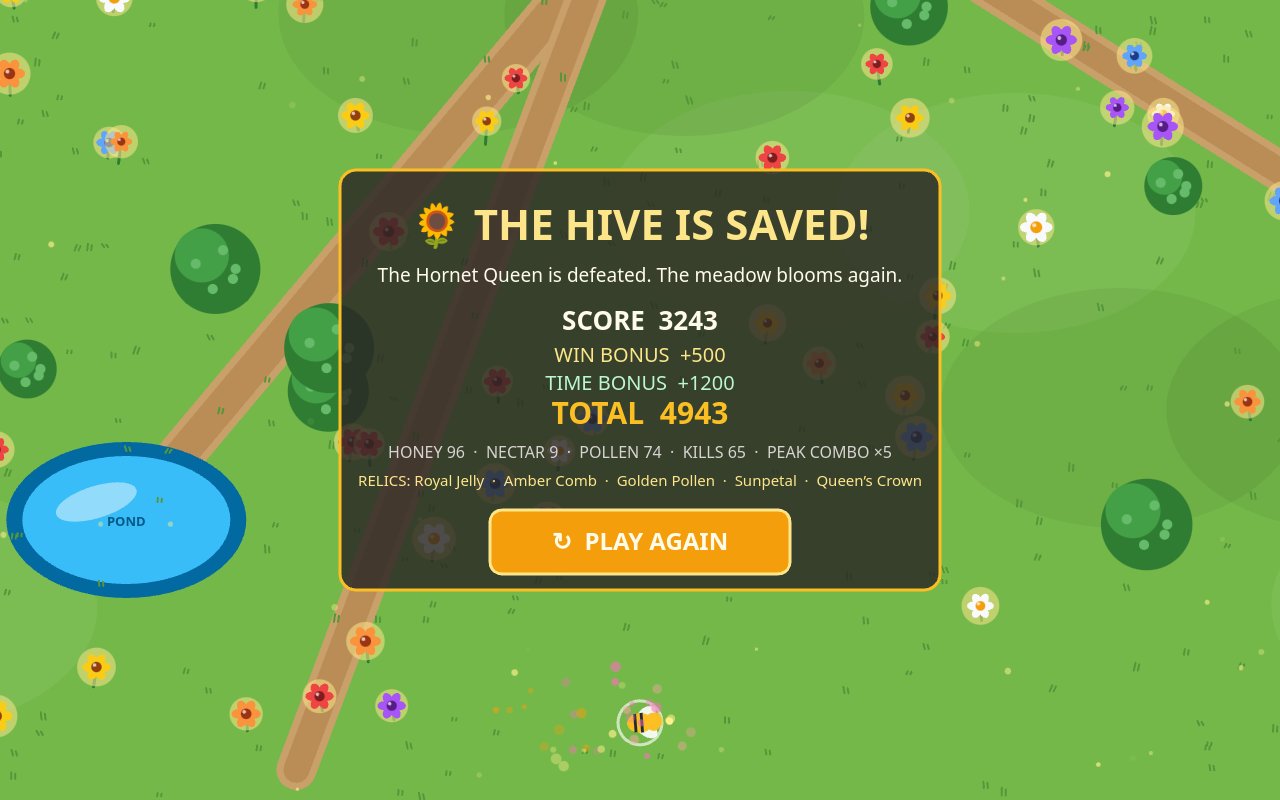 THE HIVE IS SAVED!
The Hornet Queen is defeated. The meadow blooms again.
SCORE 3243
WIN BONUS +500
TIME BONUS +1200
TOTAL 4943
HONEY 96 · NECTAR 9 · POLLEN 74 · KILLS 65 · PEAK COMBO ×5
RELICS: Royal Jelly · Amber Comb · Golden Pollen · Sunpetal · Queen’s Crown
POND
↻ PLAY AGAIN